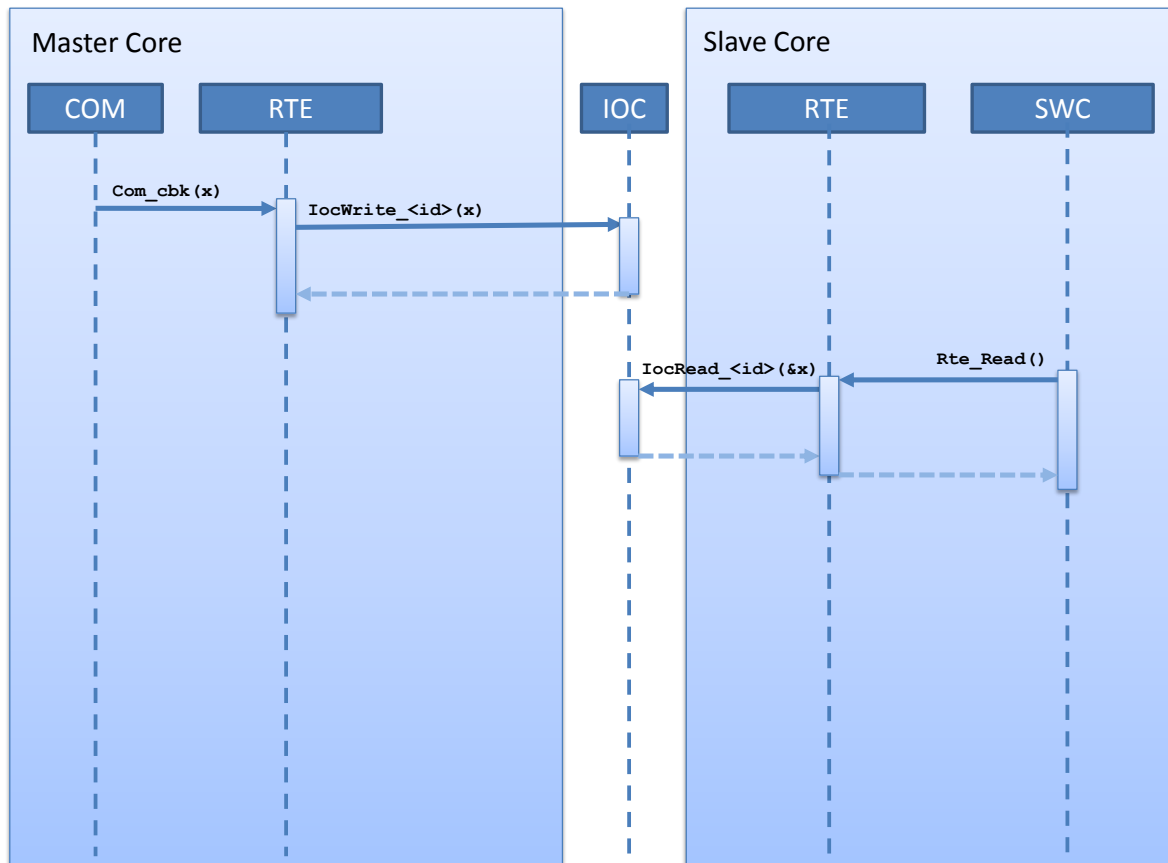 Master Core
Slave Core
COM
RTE
IOC
RTE
SWC
Com_cbk(x)
IocWrite_<id>(x)
Rte_Read()
IocRead_<id>(&x)